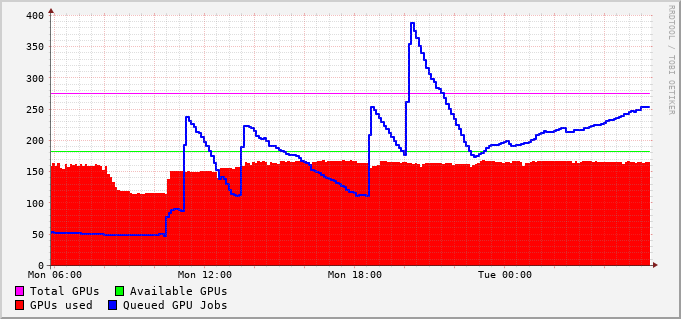 400
350
300
250
200
150
100
50
0
Mon 06:00 Mon 12:00 Mon 18:00 Tue 00:00
Total GPUs Available GPUs
GPUs used Queued GPU Jobs
RRDTOOL / TOBI OETIKER